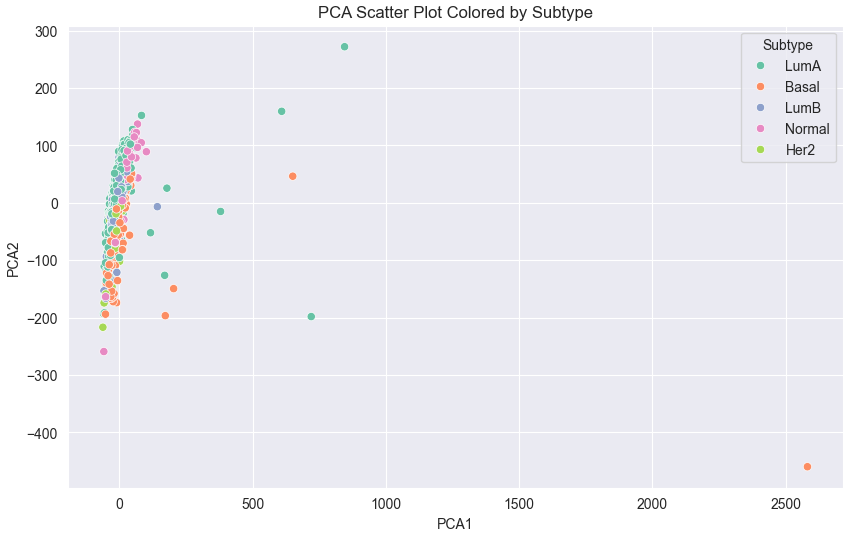 PCA Scatter Plot Colored by Subtype
300
200
100
0
−100
−200
−300
−400
PCA2
0
500
1000
1500
2000
2500
PCA1
Subtype
LumA
Basal
LumB
Normal
Her2